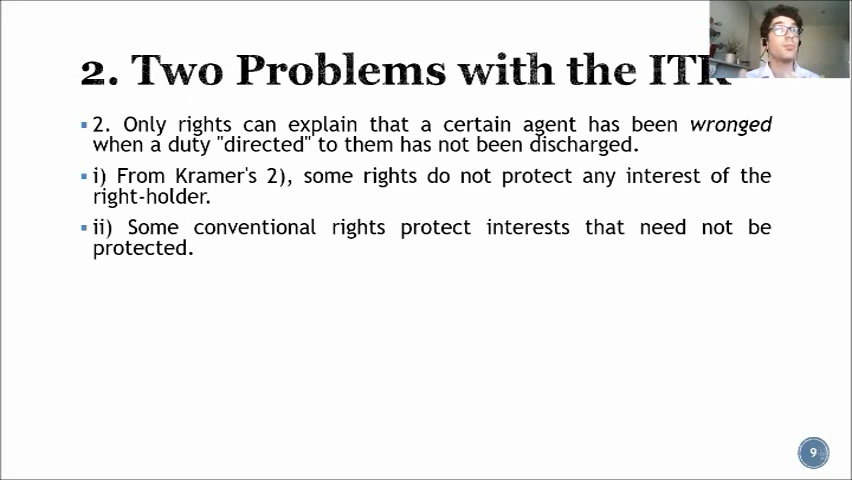 2. Two Problems with the ITR
2. Only rights can explain that a certain agent has been wronged
when a duty "directed" to them has not been discharged.
i) From Kramer's 2), some rights do not protect any interest of the
right-holder.
ii) Some conventional rights protect interests that need not be
protected.
9